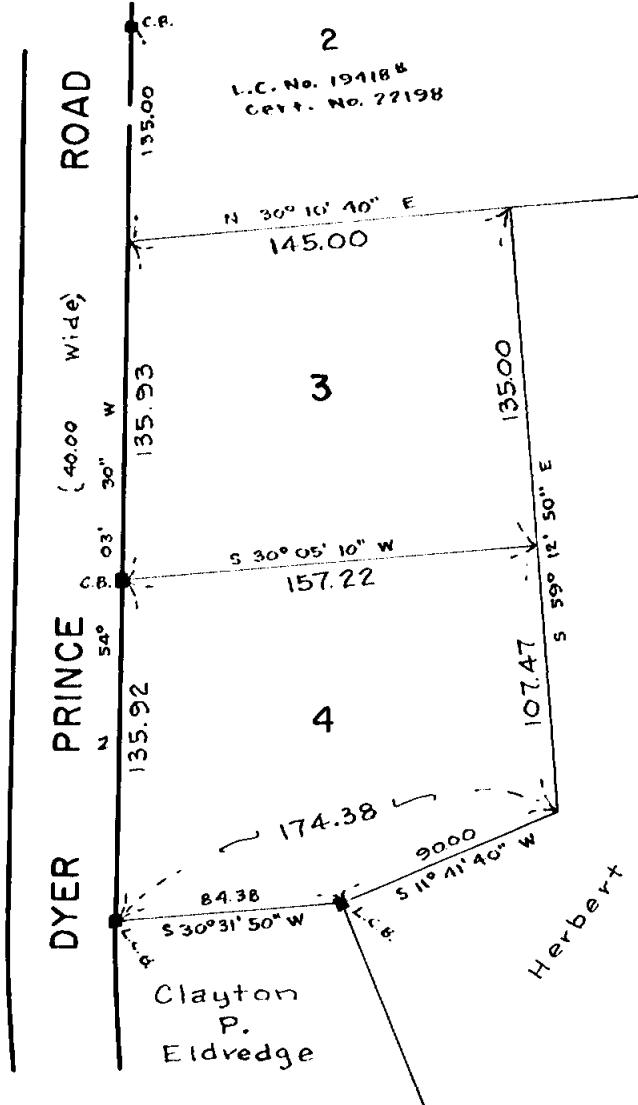 C.B.
2
L.C. No. 19418 B
Cert. No. 22198
135.00
DYER PRINCE ROAD
(40.00 Wide)
N 54° 03' 30" W
N 30° 10' 40" E
145.00
135.93
3
135.00
S 59° 12' 50" E
S 30° 05' 10" W
157.22
C.B.
135.92
4
107.47
174.38
90.00
S 11° 41' 40" W
84.38
S 30° 31' 50" W
L.C.B.
L.C.B.
Herbert
Clayton
P.
Eldredge